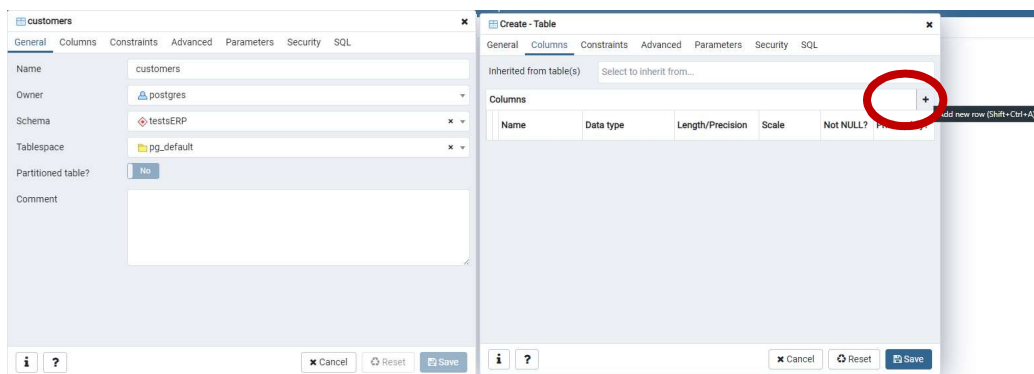 customers
General Columns Constraints Advanced Parameters Security SQL
Name customers
Owner postgres
Schema testsERP
Tablespace pg_default
Partitioned table? No
Comment
i ? Cancel Reset Save
Create - Table
General Columns Constraints Advanced Parameters Security SQL
Inherited from table(s) Select to inherit from...
Columns +
Add new row (Shift+Ctrl+A)
Name Data type Length/Precision Scale Not NULL?
i ? Cancel Reset Save